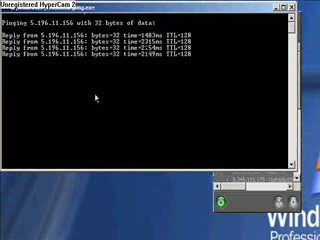 Unregistered HyperCam 2
Pinging 5.196.11.156 with 32 bytes of data:
Reply from 5.196.11.156: bytes=32 time=1483ms TTL=128
Reply from 5.196.11.156: bytes=32 time=2315ms TTL=128
Reply from 5.196.11.156: bytes=32 time=2154ms TTL=128
Reply from 5.196.11.156: bytes=32 time=2149ms TTL=128
Wind
Professio